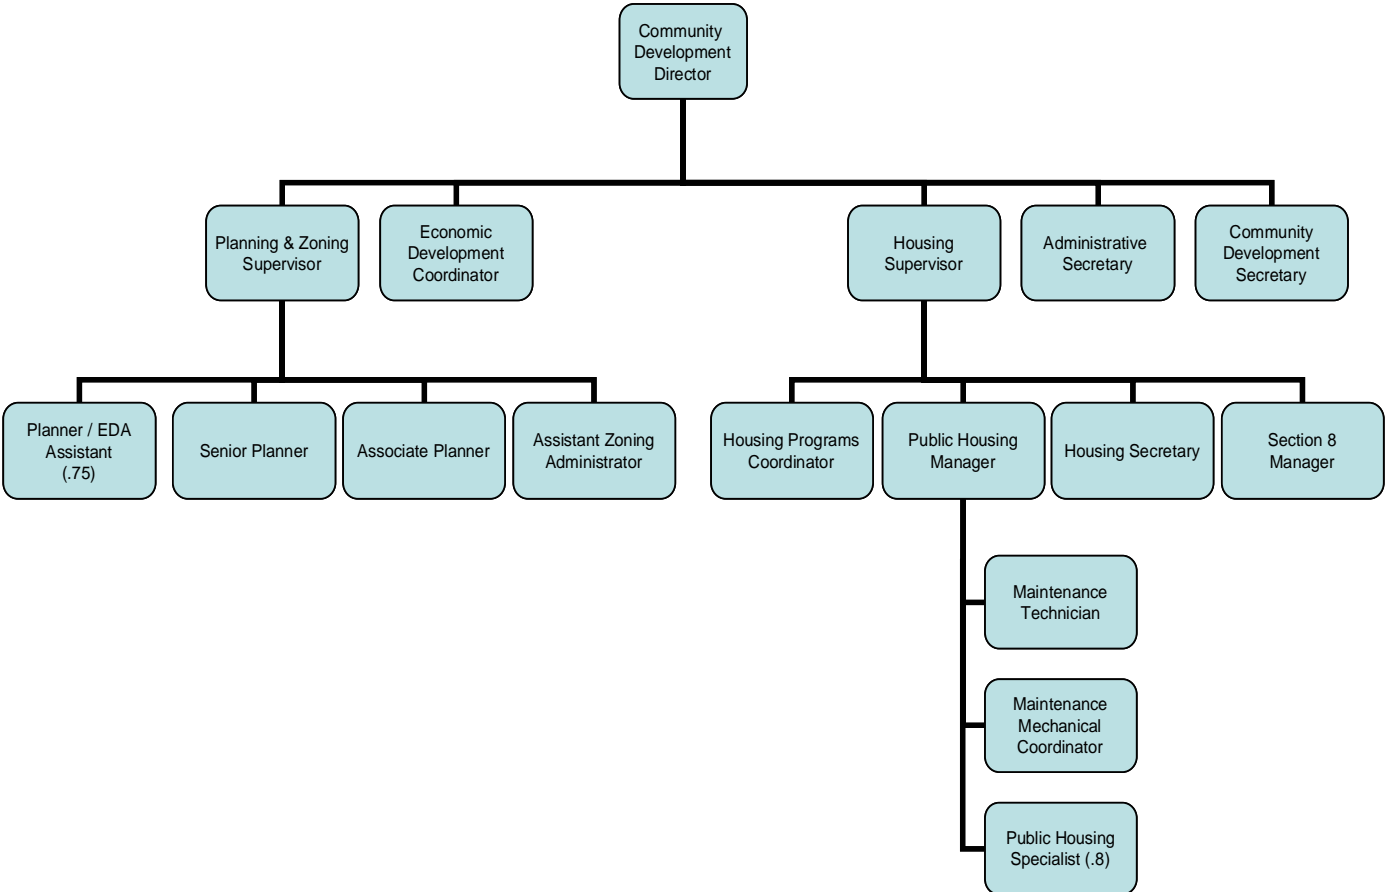 Community
Development
Director
Planning & Zoning
Supervisor
Economic
Development
Coordinator
Housing
Supervisor
Administrative
Secretary
Community
Development
Secretary
Planner / EDA
Assistant
(.75)
Senior Planner
Associate Planner
Assistant Zoning
Administrator
Housing Programs
Coordinator
Public Housing
Manager
Housing Secretary
Section 8
Manager
Maintenance
Technician
Maintenance
Mechanical
Coordinator
Public Housing
Specialist (.8)